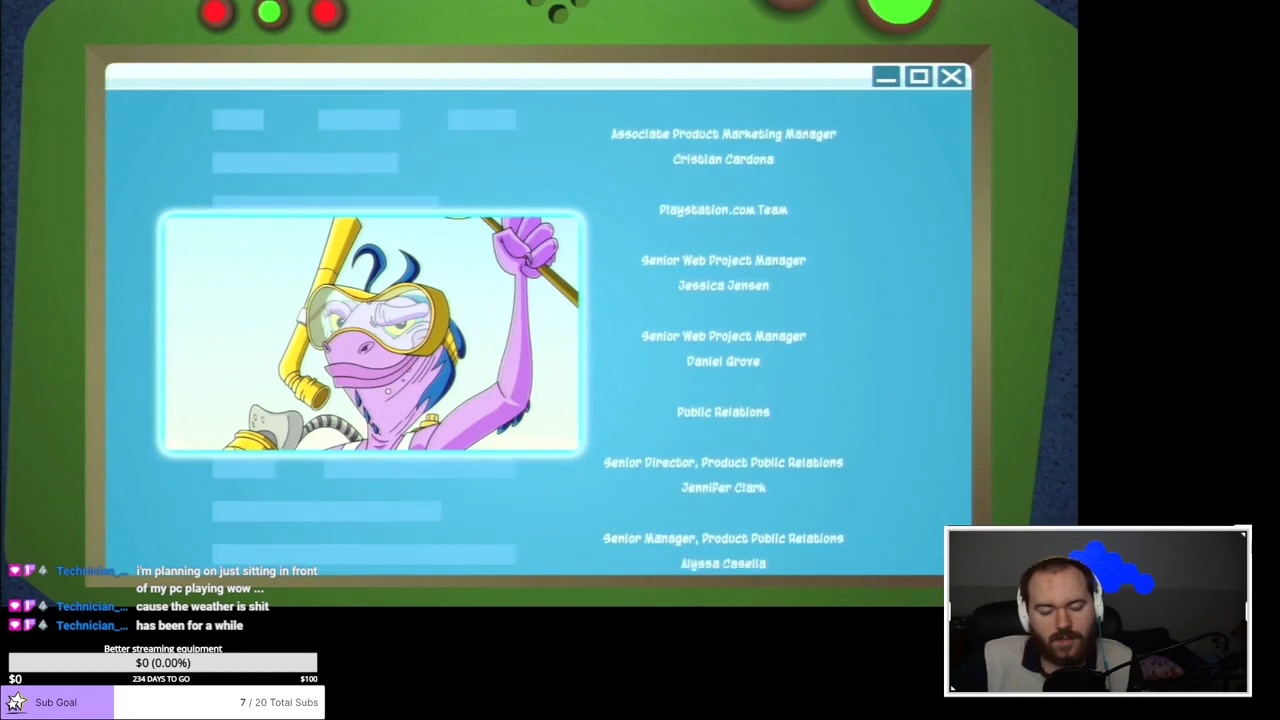 Associate Product Marketing Manager
Cristian Cardona
Playstation.com Team
Senior Web Project Manager
Jessica Jensen
Senior Web Project Manager
Daniel Grove
Public Relations
Senior Director, Product Public Relations
Jennifer Clark
Senior Manager, Product Public Relations
Alyssa Casella
Technician_... i'm planning on just sitting in front
of my pc playing wow ...
Technician_... cause the weather is shit
Technician_... has been for a while
Better streaming equipment
$0 (0.00%)
$0 234 DAYS TO GO $100
Sub Goal 7 / 20 Total Subs